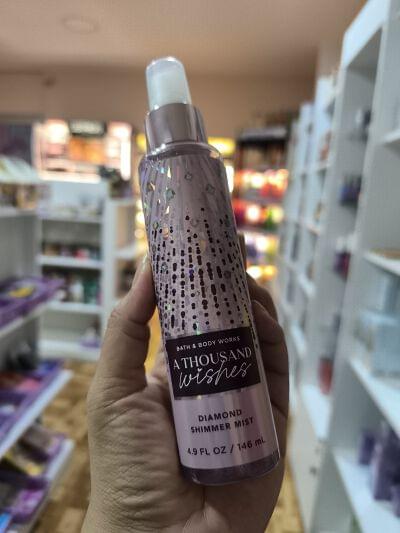 BATH & BODY WORKS
A THOUSAND
wishes
DIAMOND
SHIMMER MIST
4.9 FL OZ / 146 mL